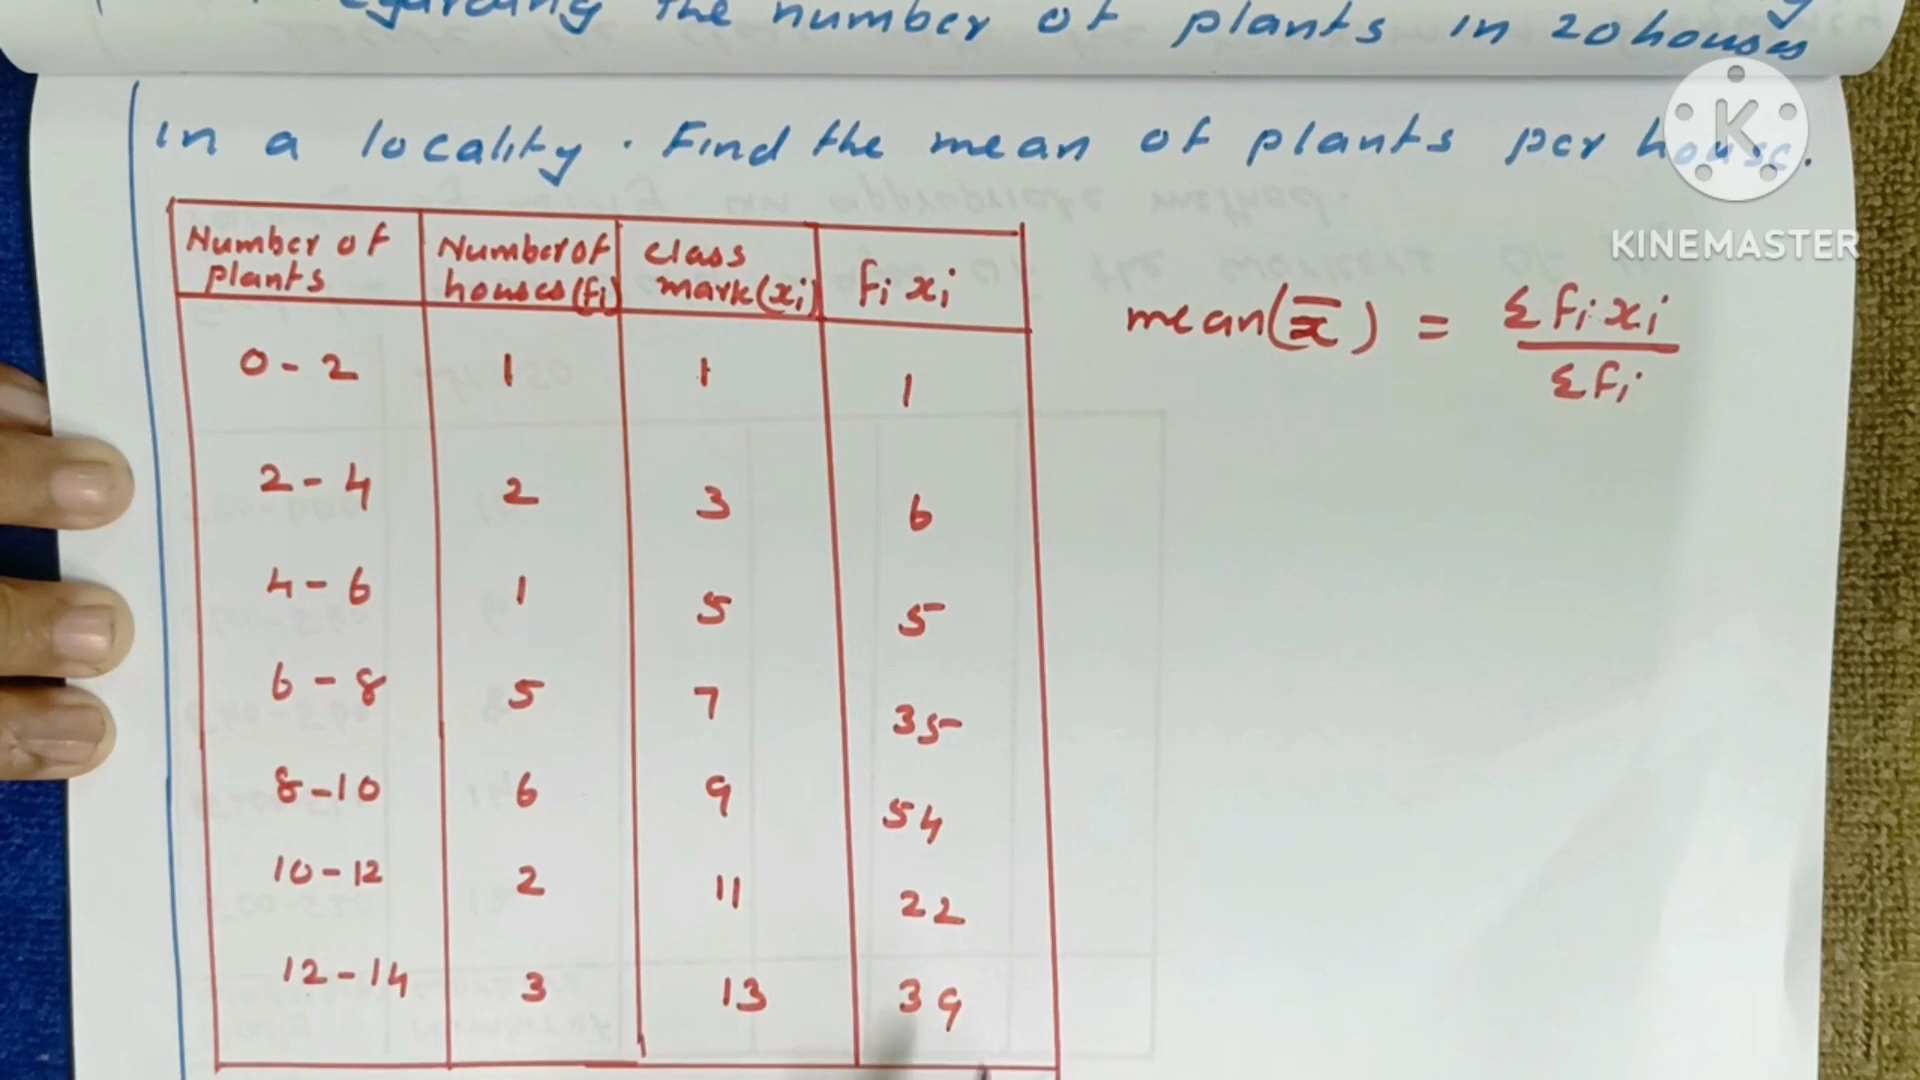 regarding the number of plants in 20 houses
in a locality. Find the mean of plants per house.
KINEMASTER
Number of plants | Number of houses (fi) | class mark (xi) | fi xi
0 - 2 | 1 | 1 | 1
2 - 4 | 2 | 3 | 6
4 - 6 | 1 | 5 | 5
6 - 8 | 5 | 7 | 35
8 - 10 | 6 | 9 | 54
10 - 12 | 2 | 11 | 22
12 - 14 | 3 | 13 | 39
mean (x̅) = Σfi xi / Σfi